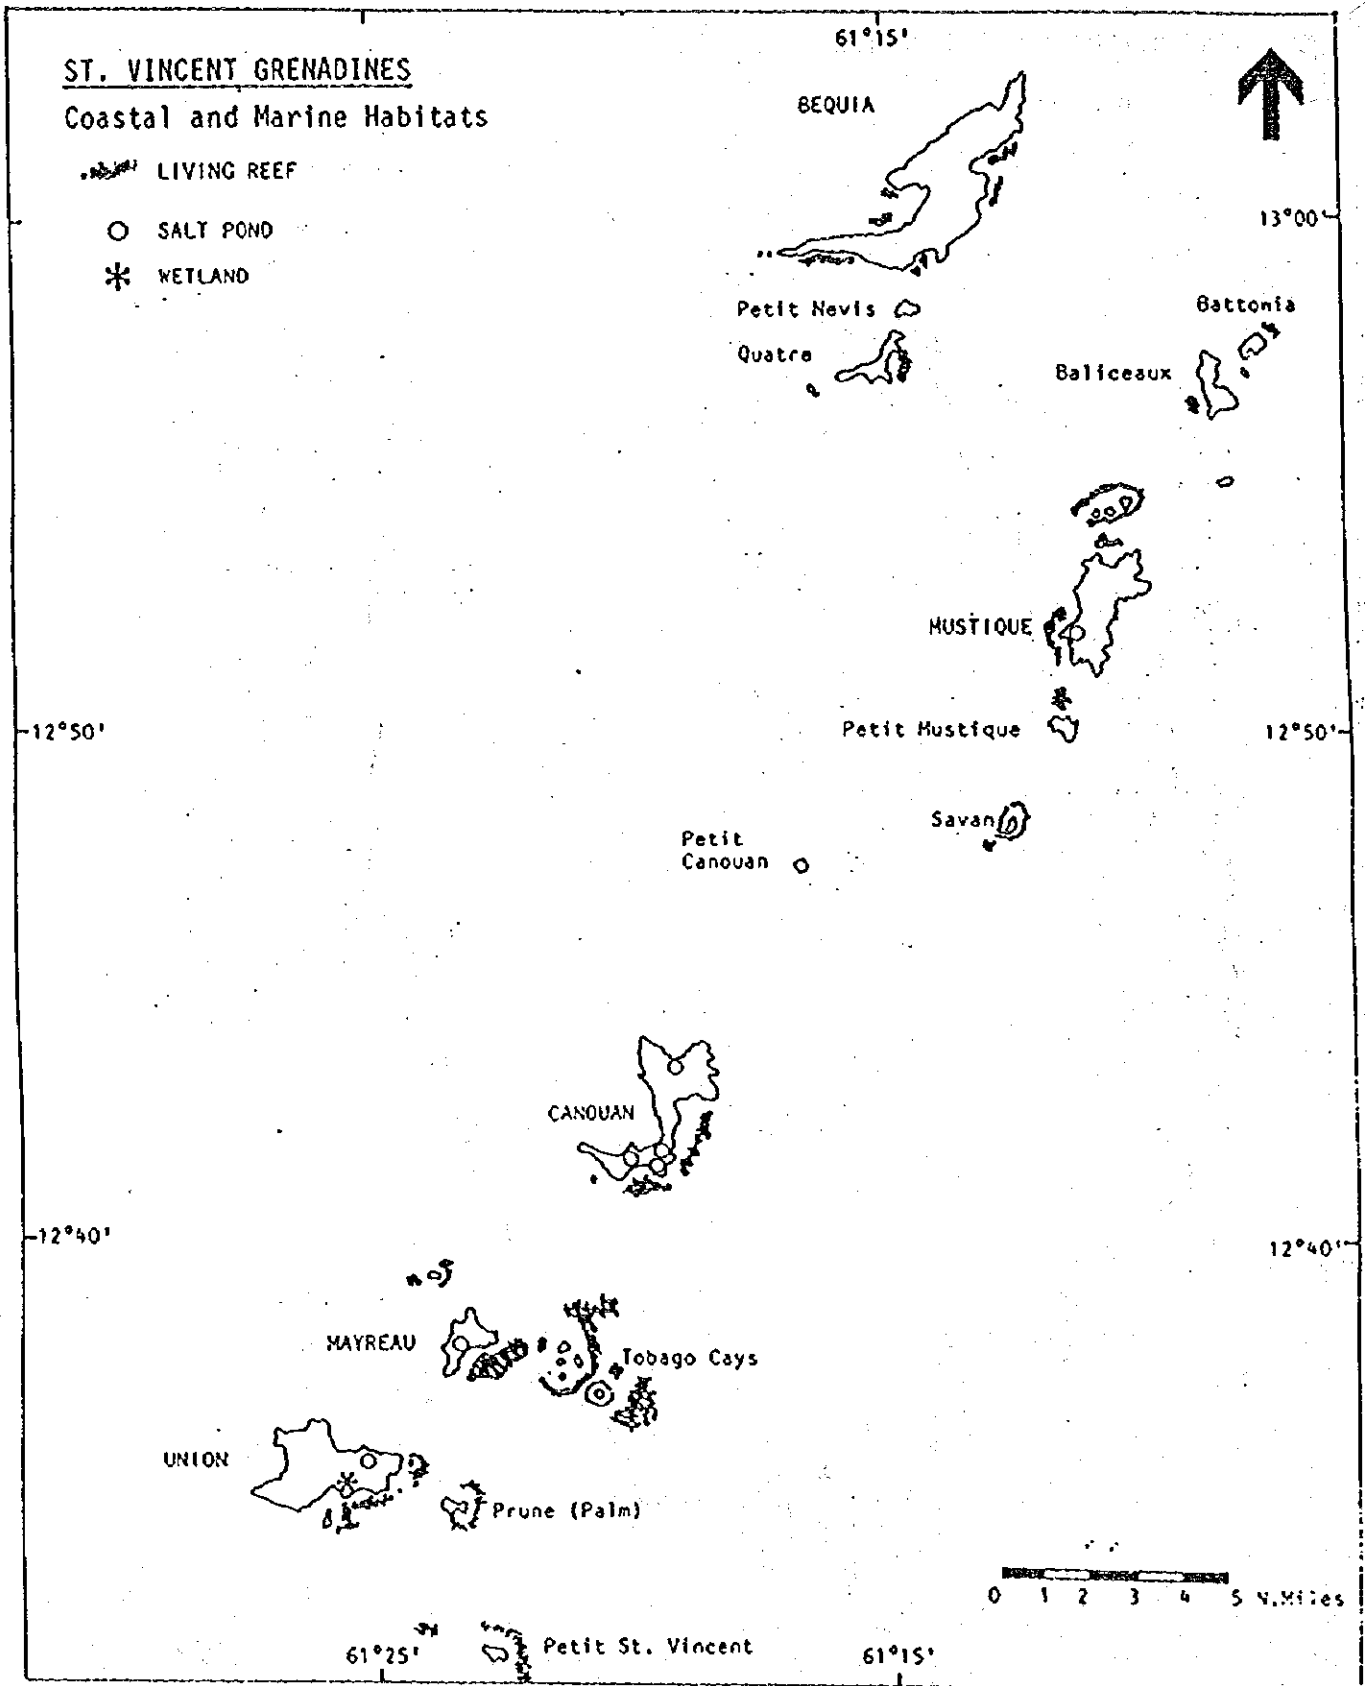 61°15'
ST. VINCENT GRENADINES
Coastal and Marine Habitats
LIVING REEF
SALT POND
WETLAND
BEQUIA
13°00'
Petit Nevis
Quatre
Battonia
Baliceaux
MUSTIQUE
12°50'
Petit Mustique
12°50'
Savan
Petit
Canouan
CANOUAN
12°40'
12°40'
MAYREAU
Tobago Cays
UNION
Prune (Palm)
0 1 2 3 4 5 N.Miles
Petit St. Vincent
61°25'
61°15'